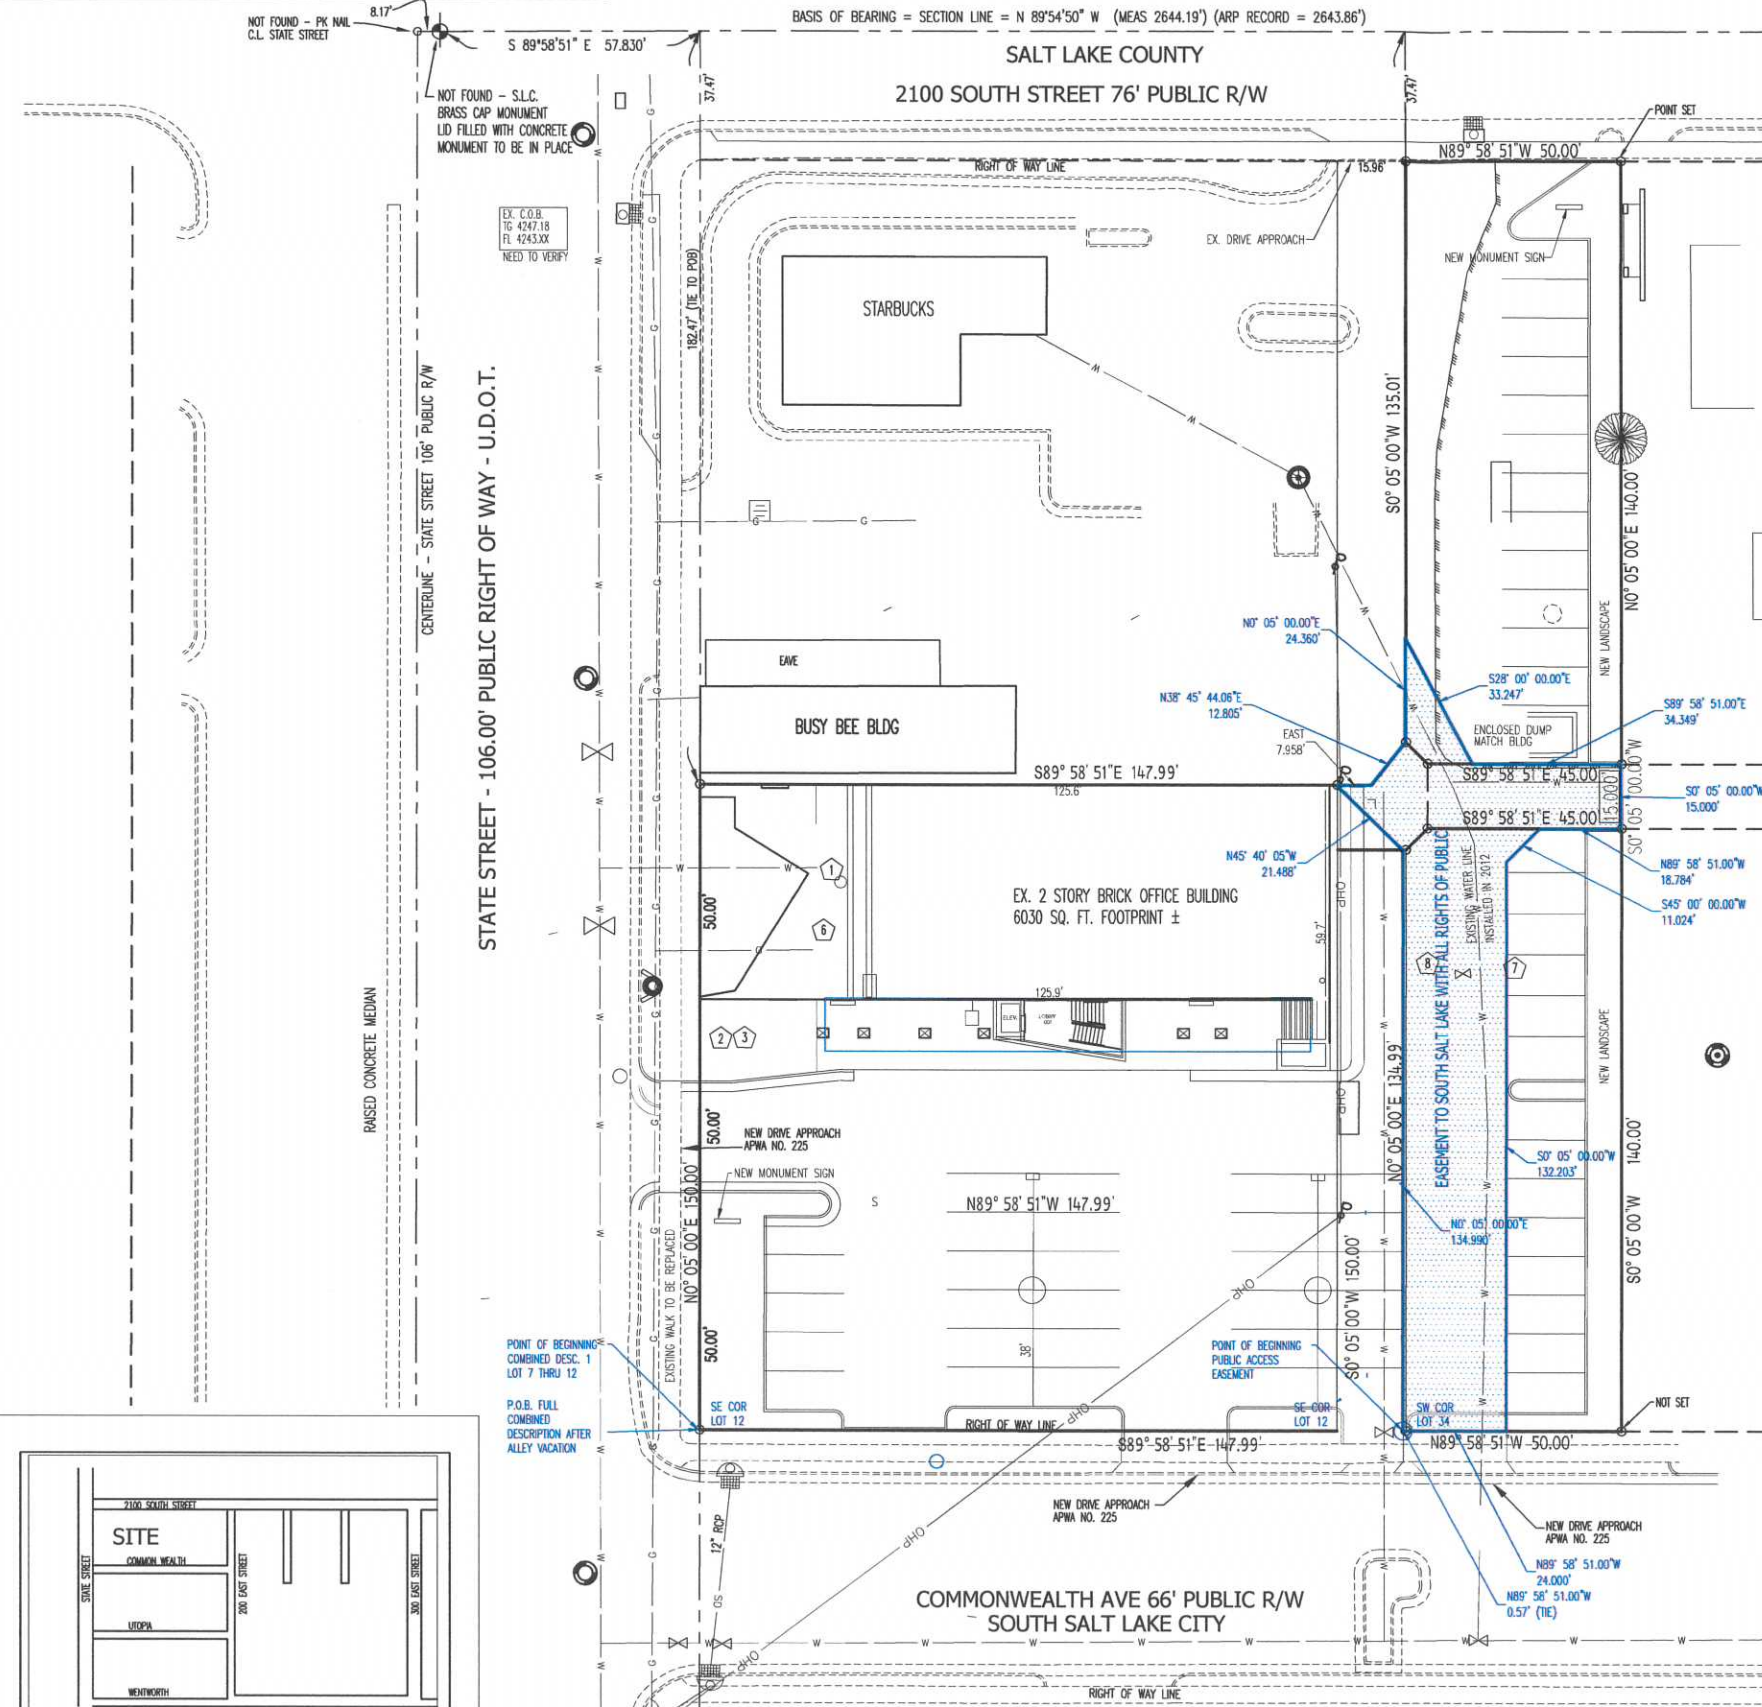 BASIS OF BEARING = SECTION LINE = N 89°54'50" W (MEAS 2644.19') (ARP RECORD = 2643.86')
8.17'
NOT FOUND - PK NAIL
C.L. STATE STREET
S 89°58'51" E 57.830'
SALT LAKE COUNTY
2100 SOUTH STREET 76' PUBLIC R/W
37.47'
37.47'
NOT FOUND - S.L.C.
BRASS CAP MONUMENT
LID FILLED WITH CONCRETE
MONUMENT TO BE IN PLACE
POINT SET
N89° 58' 51"W 50.00'
RIGHT OF WAY LINE
15.96'
EX. C.O.B.
TG 4247.18
FL 4243.XX
NEED TO VERIFY
EX. DRIVE APPROACH
NEW MONUMENT SIGN
182.47' (TIE TO POB)
STARBUCKS
CENTERLINE - STATE STREET 106' PUBLIC R/W
STATE STREET - 106.00' PUBLIC RIGHT OF WAY - U.D.O.T.
S0° 05' 00"W 135.01'
N0° 05' 00"E 140.00'
NEW LANDSCAPE
N0° 05' 00.00"E
24.360'
EAVE
S28° 00' 00.00"E
33.247'
N38° 45' 44.06"E
12.805'
S89° 58' 51.00"E
34.349'
BUSY BEE BLDG
EAST
7.958'
ENCLOSED DUMP
MATCH BLDG
S89° 58' 51"E 147.99'
125.6'
S89° 58' 51"E 45.00'
S0° 05' 00.00"W
15.000'
S0° 05' 00.00"W
15.000'
S89° 58' 51"E 45.00'
N45° 40' 05"W
21.488'
N89° 58' 51.00"W
18.784'
S45° 00' 00.00"W
11.024'
1
6
50.00'
EX. 2 STORY BRICK OFFICE BUILDING
6030 SQ. FT. FOOTPRINT ±
59.7'
OHP
EASEMENT TO SOUTH SALT LAKE WITH ALL RIGHTS OF PUBLIC
EXISTING WATER LINE
INSTALLED IN 2012
8
7
125.9'
ELEV.
LOBBY
2
3
RAISED CONCRETE MEDIAN
NEW LANDSCAPE
N0° 05' 00"E 134.99'
OHP
50.00'
NEW DRIVE APPROACH
APWA NO. 225
NEW MONUMENT SIGN
N0° 05' 00"E 150.00'
S
N89° 58' 51"W 147.99'
S0° 05' 00.00"W
132.203'
S0° 05' 00"W 140.00'
N0° 05' 00.00"E
134.990'
EXISTING WALK TO BE REPLACED
50.00'
38'
OHP
S0° 05' 00"W 150.00'
POINT OF BEGINNING
COMBINED DESC. 1
LOT 7 THRU 12
POINT OF BEGINNING
PUBLIC ACCESS
EASEMENT
P.O.B. FULL
COMBINED
DESCRIPTION AFTER
ALLEY VACATION
SE COR
LOT 12
SE COR
LOT 12
SW COR
LOT 34
NOT SET
RIGHT OF WAY LINE
OHP
S89° 58' 51"E 147.99'
N89° 58' 51"W 50.00'
NEW DRIVE APPROACH
APWA NO. 225
NEW DRIVE APPROACH
APWA NO. 225
12" RCP
SD
OHP
N89° 58' 51.00"W
24.000'
N89° 58' 51.00"W
0.57' (TIE)
COMMONWEALTH AVE 66' PUBLIC R/W
SOUTH SALT LAKE CITY
OHP
RIGHT OF WAY LINE
2100 SOUTH STREET
SITE
COMMON WEALTH
STATE STREET
200 EAST STREET
300 EAST STREET
UTOPIA
WENTWORTH